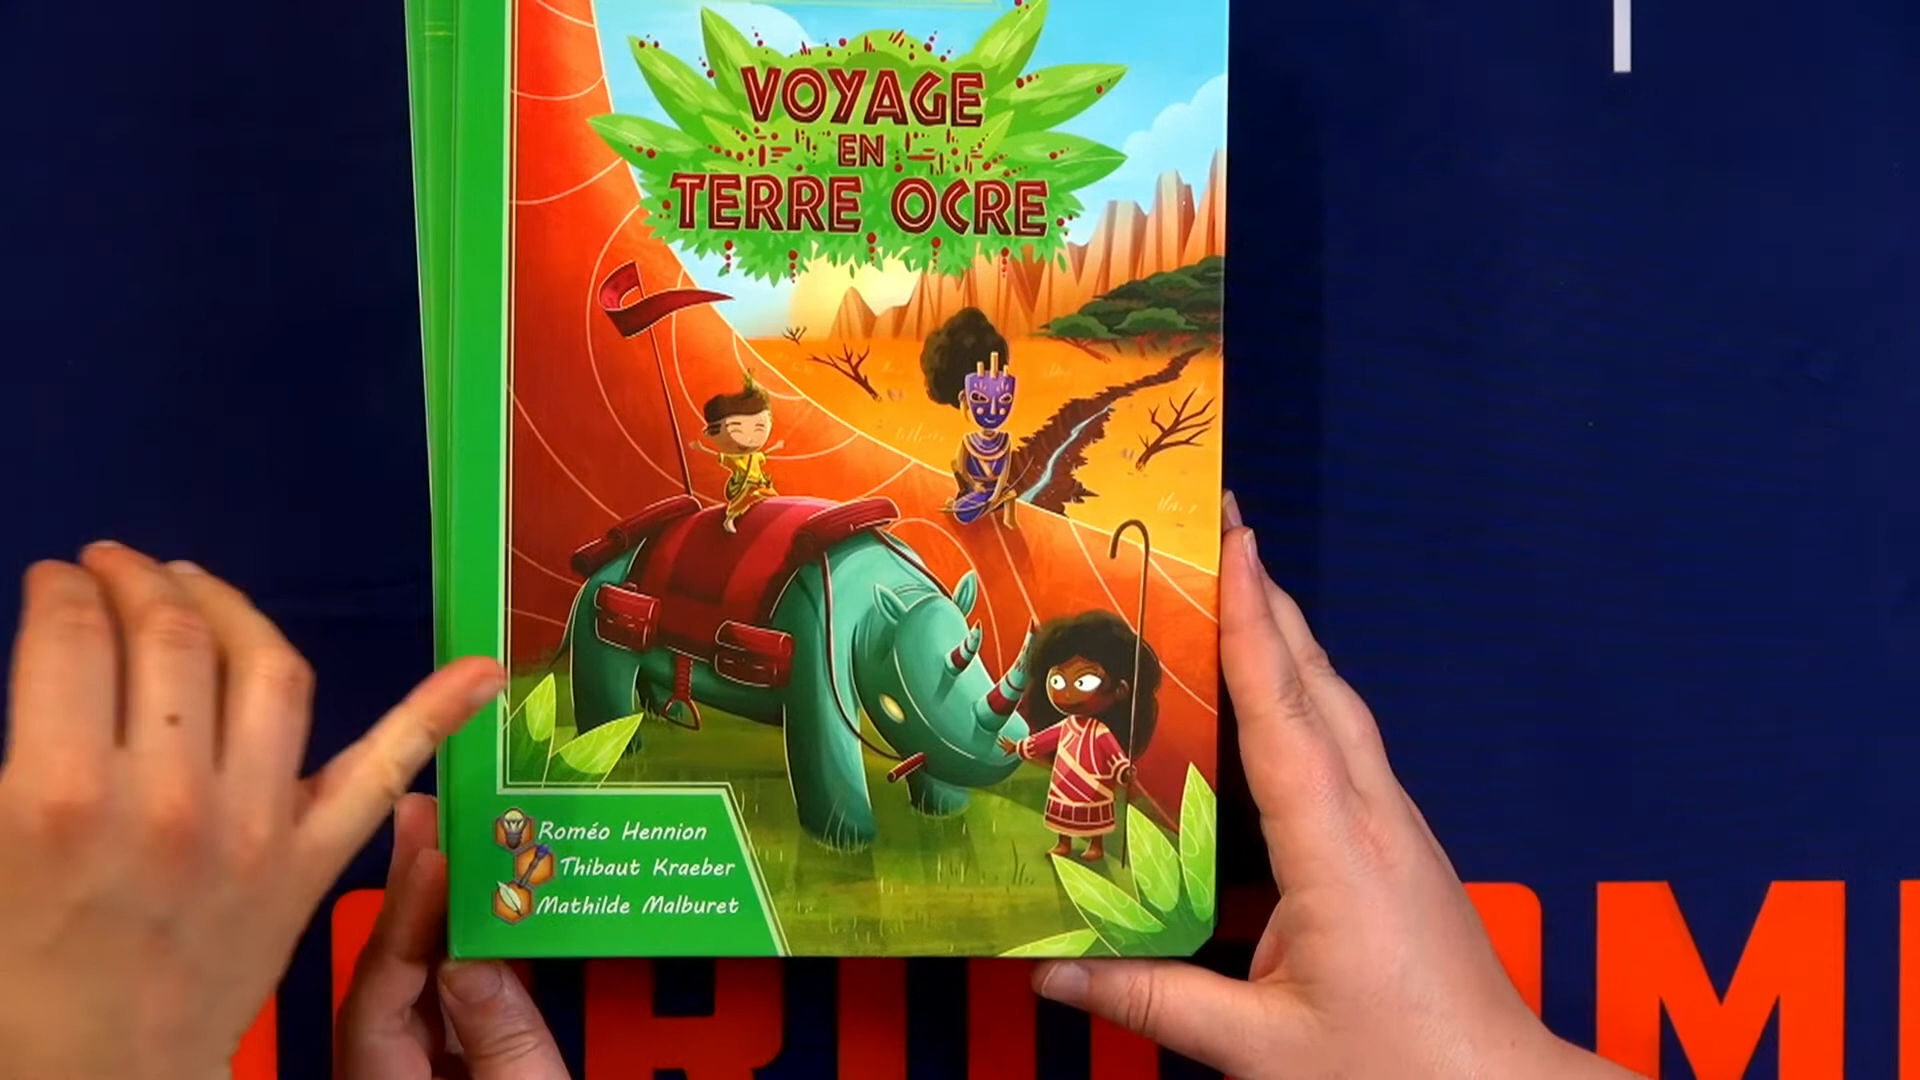 VOYAGE
EN
TERRE OCRE
Roméo Hennion
Thibaut Kraeber
Mathilde Malburet